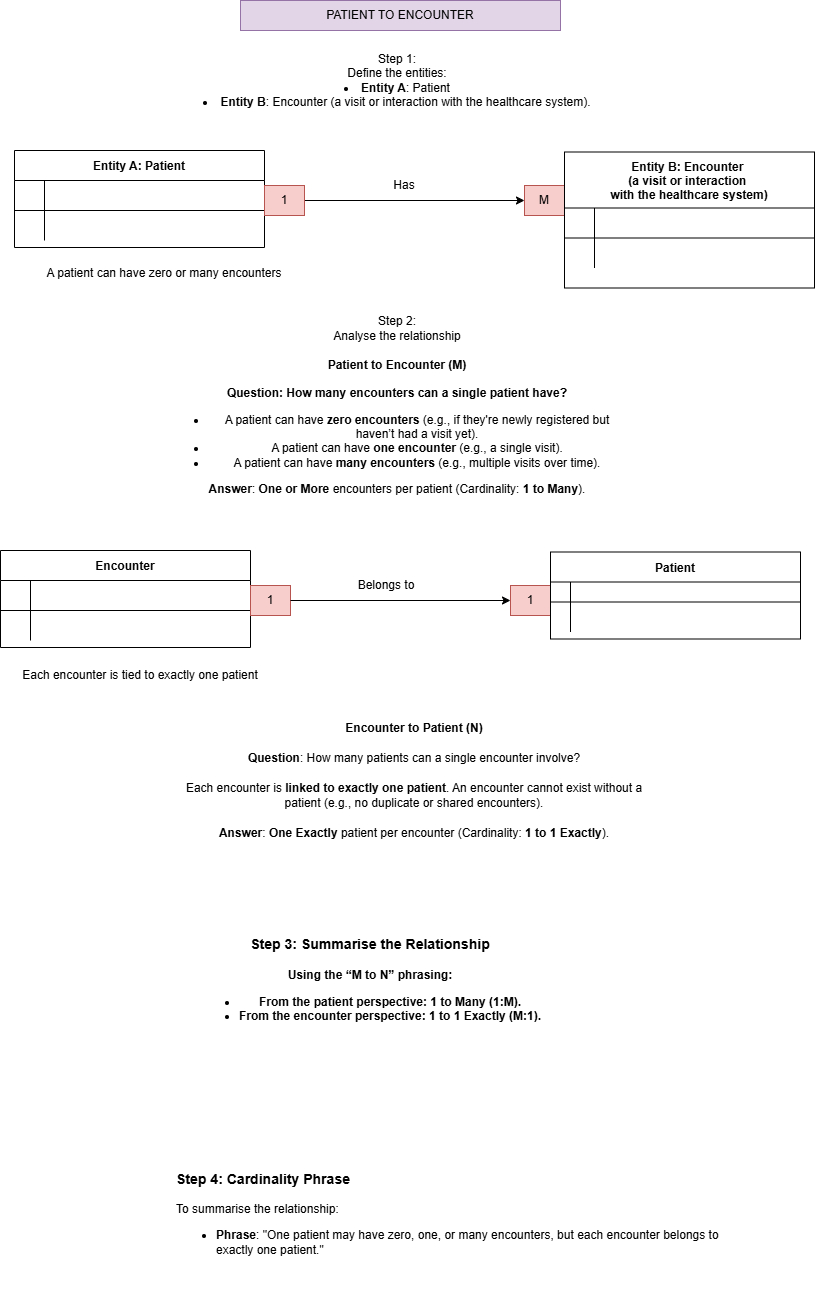 PATIENT TO ENCOUNTER
Step 1:
Define the entities:
• Entity A: Patient
• Entity B: Encounter (a visit or interaction with the healthcare system).
Entity A: Patient
1
Has
M
Entity B: Encounter
(a visit or interaction
with the healthcare system)
A patient can have zero or many encounters
Step 2:
Analyse the relationship
Patient to Encounter (M)
Question: How many encounters can a single patient have?
• A patient can have zero encounters (e.g., if they're newly registered but
haven't had a visit yet).
• A patient can have one encounter (e.g., a single visit).
• A patient can have many encounters (e.g., multiple visits over time).
Answer: One or More encounters per patient (Cardinality: 1 to Many).
Encounter
1
Belongs to
1
Patient
Each encounter is tied to exactly one patient
Encounter to Patient (N)
Question: How many patients can a single encounter involve?
Each encounter is linked to exactly one patient. An encounter cannot exist without a
patient (e.g., no duplicate or shared encounters).
Answer: One Exactly patient per encounter (Cardinality: 1 to 1 Exactly).
Step 3: Summarise the Relationship
Using the “M to N” phrasing:
• From the patient perspective: 1 to Many (1:M).
• From the encounter perspective: 1 to 1 Exactly (M:1).
Step 4: Cardinality Phrase
To summarise the relationship:
• Phrase: "One patient may have zero, one, or many encounters, but each encounter belongs to
exactly one patient."